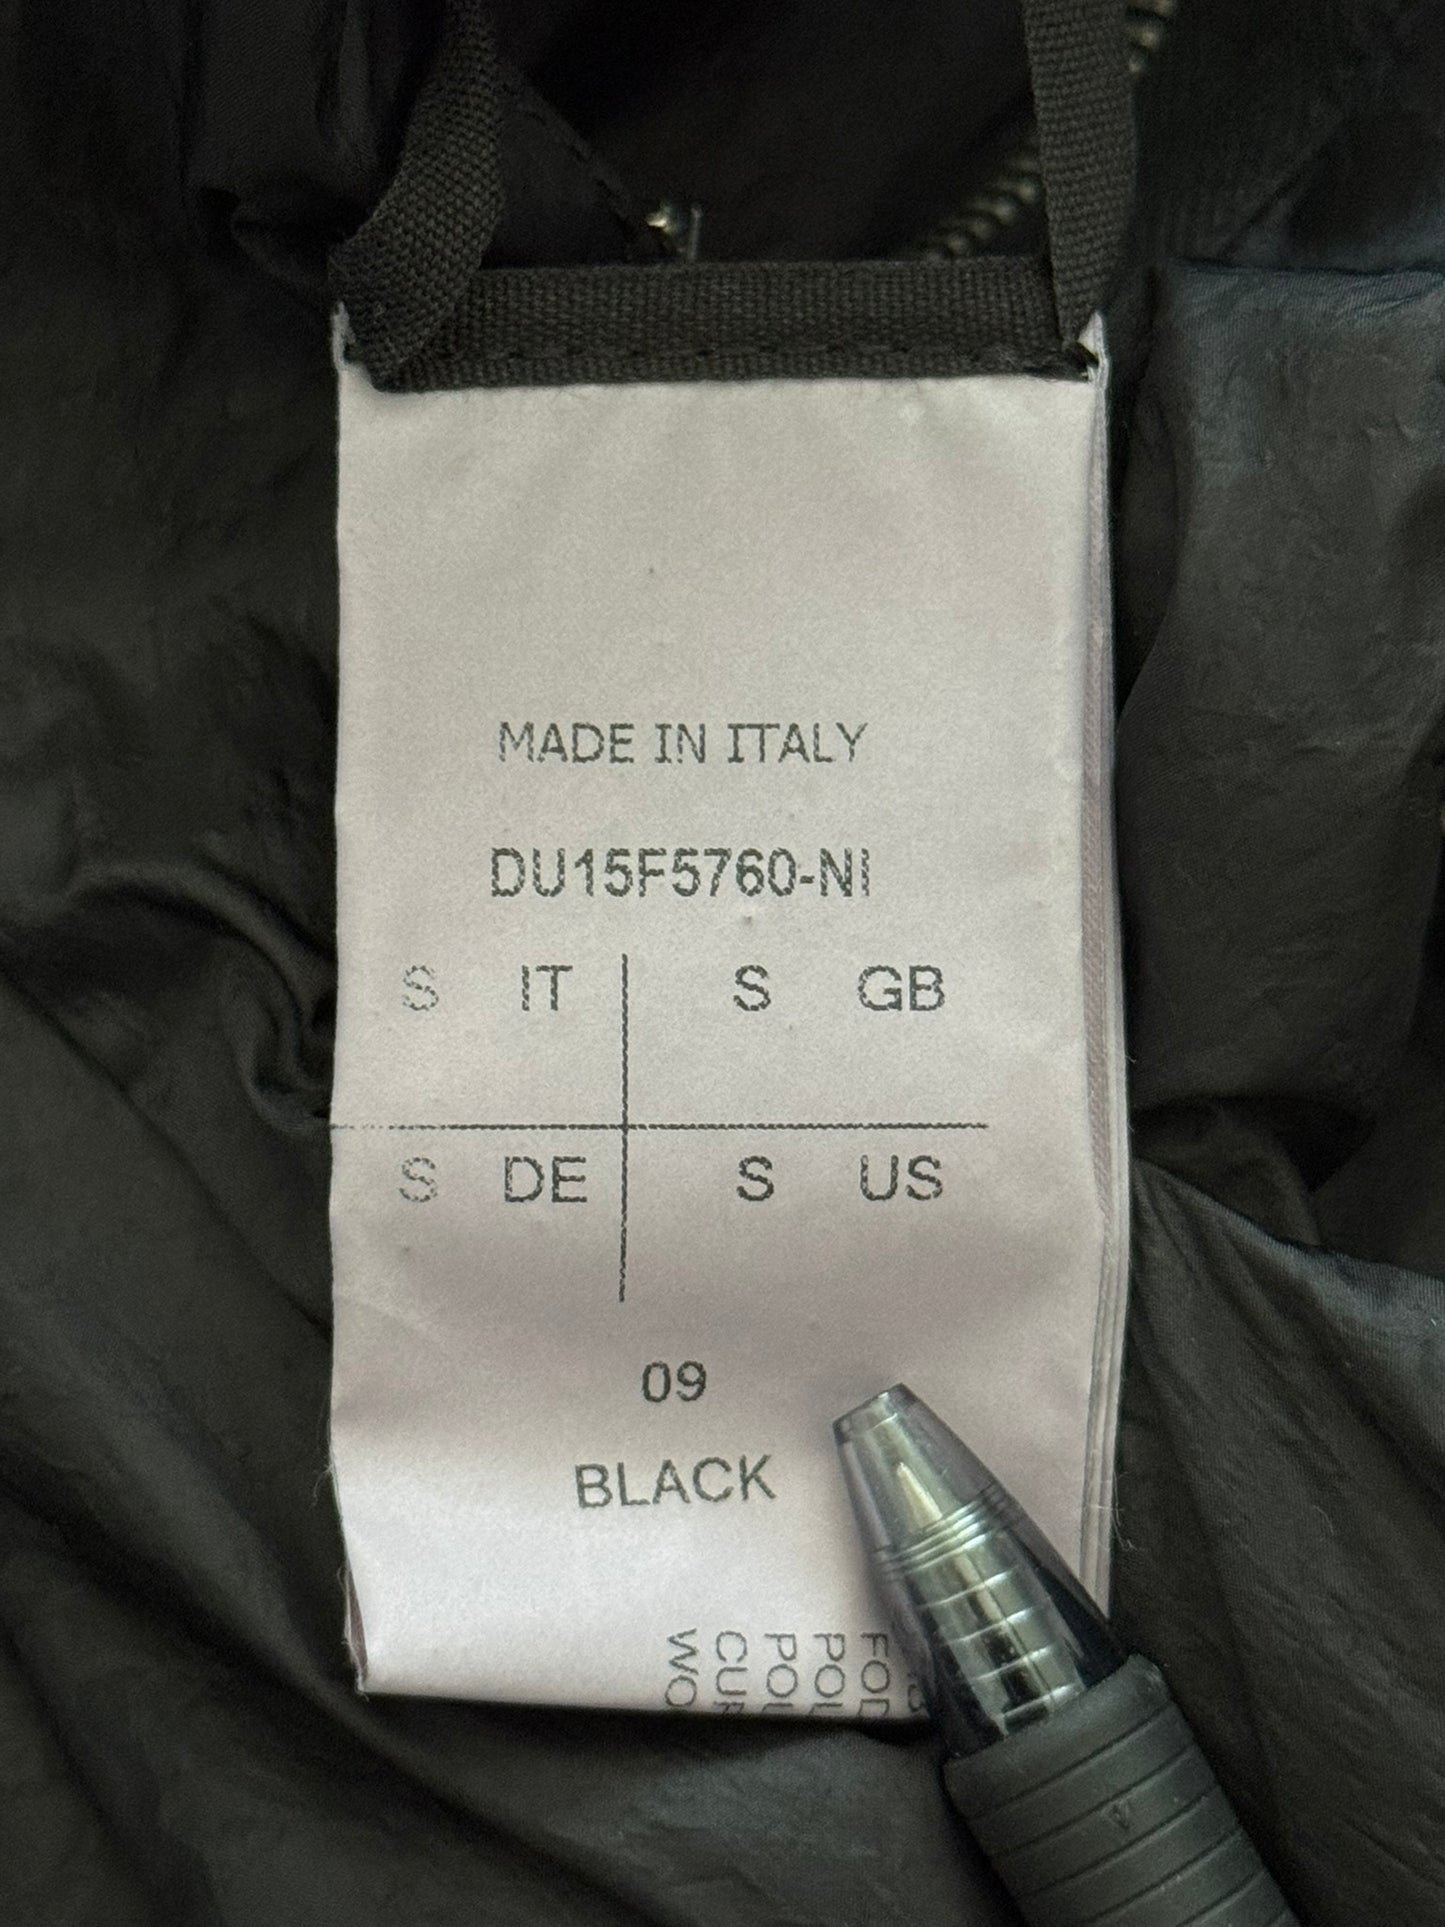 MADE IN ITALY
DU15F5760-NI
S IT S GB
S DE S US
09
BLACK